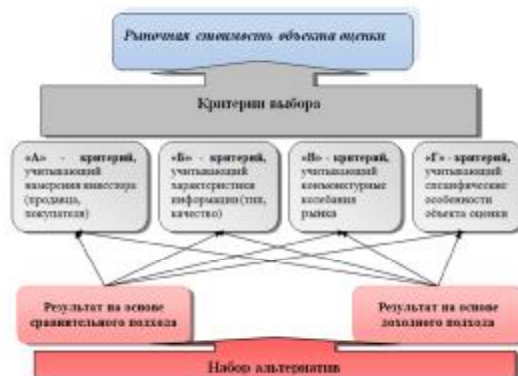 Рыночная стоимость объекта оценки
Критерии выбора
«А» - критерий,
учитывающий
намерения инвестора
(продавца,
покупателя)
«Б» - критерий,
учитывающий
характеристики
информации (тип,
качество)
«В» - критерий,
учитывающий
конъюнктурные
колебания
рынка
«Г» - критерий,
учитывающий
специфические
особенности
объекта оценки
Результат на основе
сравнительного подхода
Результат на основе
доходного подхода
Набор альтернатив